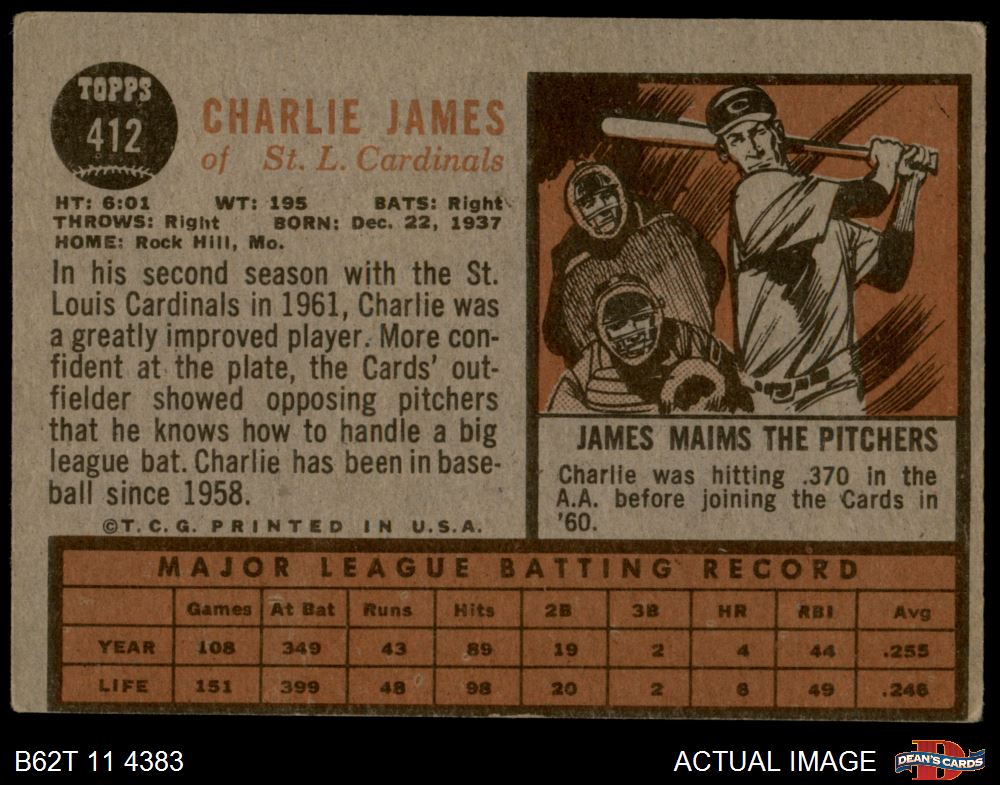 TOPPS
412
CHARLIE JAMES
of St. L. Cardinals
HT: 6:01 WT: 195 BATS: Right
THROWS: Right BORN: Dec. 22, 1937
HOME: Rock Hill, Mo.
In his second season with the St.
Louis Cardinals in 1961, Charlie was
a greatly improved player. More con-
fident at the plate, the Cards' out-
fielder showed opposing pitchers
that he knows how to handle a big
league bat. Charlie has been in base-
ball since 1958.
©T.C.G. PRINTED IN U.S.A.
C
JAMES MAIMS THE PITCHERS
Charlie was hitting .370 in the
A.A. before joining the Cards in
'60.
MAJOR LEAGUE BATTING RECORD
Games At Bat Runs Hits 2B 3B HR RBI Avg
YEAR 108 349 43 89 19 2 4 44 .255
LIFE 151 399 48 98 20 2 6 49 .246
B62T 11 4383
ACTUAL IMAGE
DEAN'S CARDS